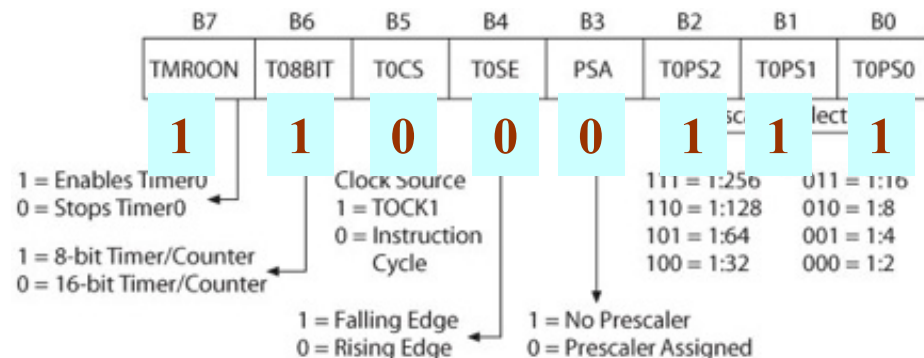 B7 B6 B5 B4 B3 B2 B1 B0
TMR0ON T08BIT T0CS T0SE PSA T0PS2 T0PS1 T0PS0
1 1 0 0 0 1 1 1
1 = Enables Timer0
0 = Stops Timer0
1 = 8-bit Timer/Counter
0 = 16-bit Timer/Counter
Clock Source
1 = TOCK1
0 = Instruction
Cycle
1 = Falling Edge
0 = Rising Edge
1 = No Prescaler
0 = Prescaler Assigned
111 = 1:256 011 = 1:16
110 = 1:128 010 = 1:8
101 = 1:64 001 = 1:4
100 = 1:32 000 = 1:2